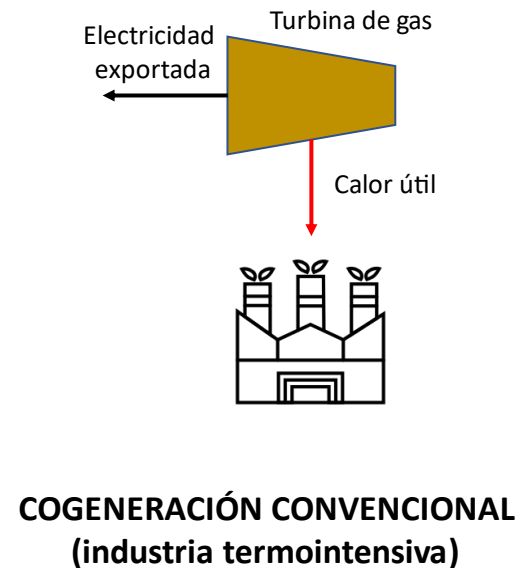 Turbina de gas
Electricidad
exportada
Calor útil
COGENERACIÓN CONVENCIONAL
(industria termointensiva)